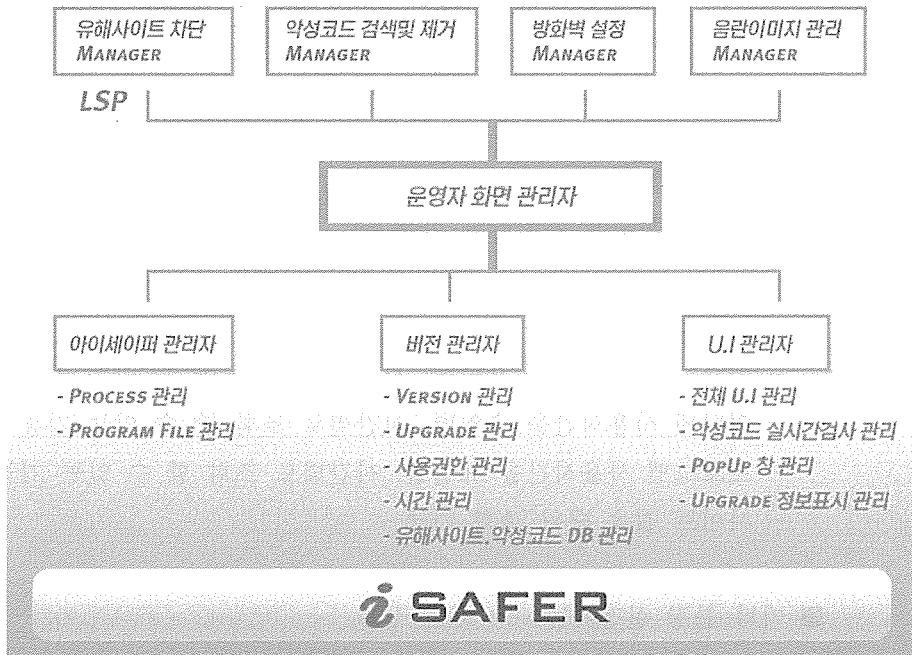 유해사이트 차단
MANAGER
악성코드 검색및 제거
MANAGER
방화벽 설정
MANAGER
음란이미지 관리
MANAGER
LSP
운영자 화면 관리자
아이세이퍼 관리자
- PROCESS 관리
- PROGRAM FILE 관리
비전 관리자
- VERSION 관리
- UPGRADE 관리
- 사용권한 관리
- 시간 관리
- 유해사이트.악성코드 DB 관리
U.I 관리자
- 전체 U.I 관리
- 악성코드 실시간검사 관리
- POPUP 창 관리
- UPGRADE 정보표시 관리
i SAFER